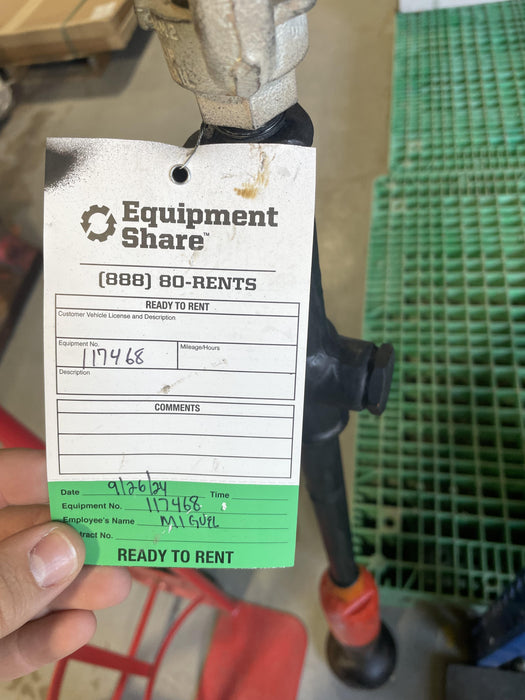 Equipment
Share™
(888) 80-RENTS
READY TO RENT
Customer Vehicle License and Description
Equipment No.
117468
Mileage/Hours
Description
COMMENTS
Date 9/26/24 Time
Equipment No. 117468
Employee's Name MIGUEL
tract No.
READY TO RENT